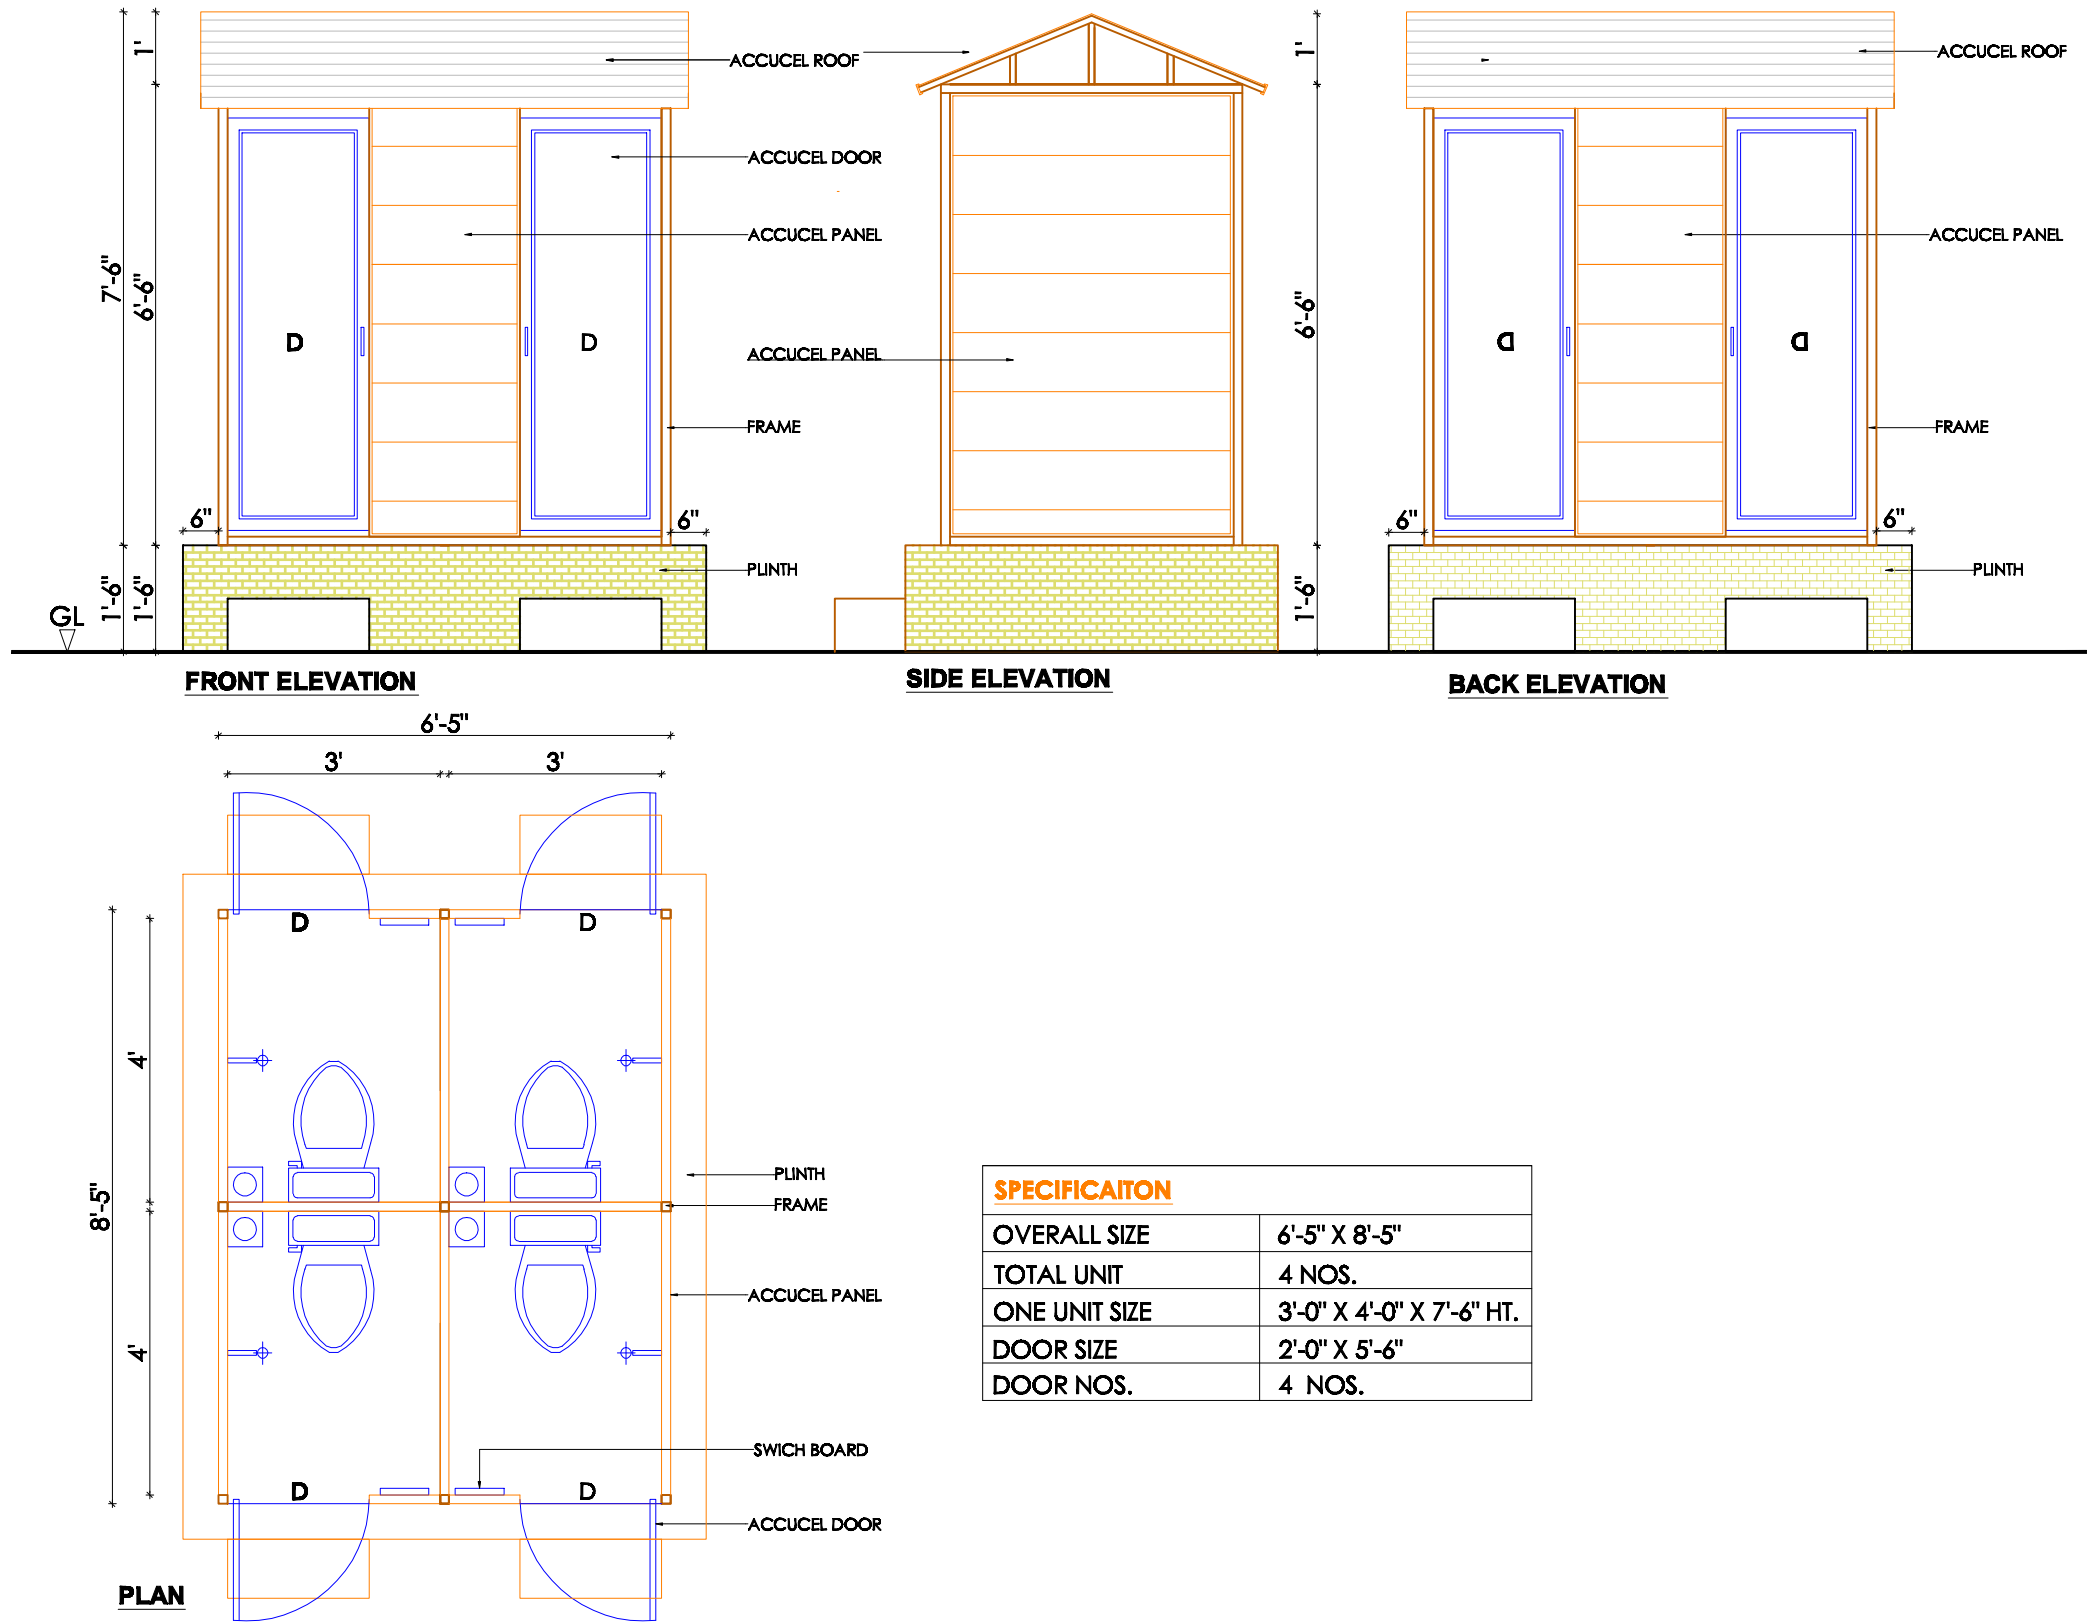 1'
ACCUCEL ROOF
1'
ACCUCEL ROOF
ACCUCEL DOOR
ACCUCEL PANEL
ACCUCEL PANEL
7'-6"
6'-6"
6'-6"
D
D
ACCUCEL PANEL
D
D
FRAME
FRAME
6"
6"
6"
6"
PLINTH
PLINTH
GL
1'-6"
1'-6"
1'-6"
FRONT ELEVATION
SIDE ELEVATION
BACK ELEVATION
6'-5"
3'
3'
D
D
4'
8'-5"
4'
PLINTH
FRAME
ACCUCEL PANEL
SWICH BOARD
D
D
ACCUCEL DOOR
PLAN
SPECIFICAITON
OVERALL SIZE 6'-5" X 8'-5"
TOTAL UNIT 4 NOS.
ONE UNIT SIZE 3'-0" X 4'-0" X 7'-6" HT.
DOOR SIZE 2'-0" X 5'-6"
DOOR NOS. 4 NOS.